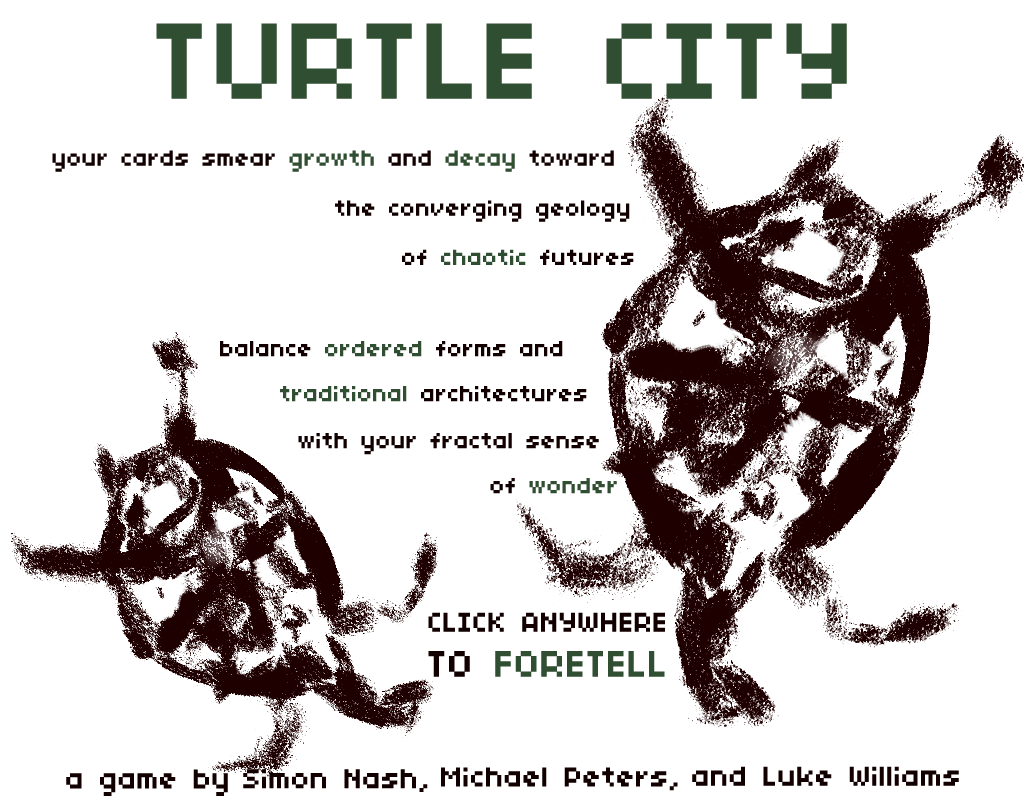 TURTLE CITY
your cards smear growth and decay toward
the converging geology
of chaotic futures
balance ordered forms and
traditional architectures
with your fractal sense
of wonder
CLICK ANYWHERE
TO FORETELL
a game by Simon Nash, Michael Peters, and Luke Williams